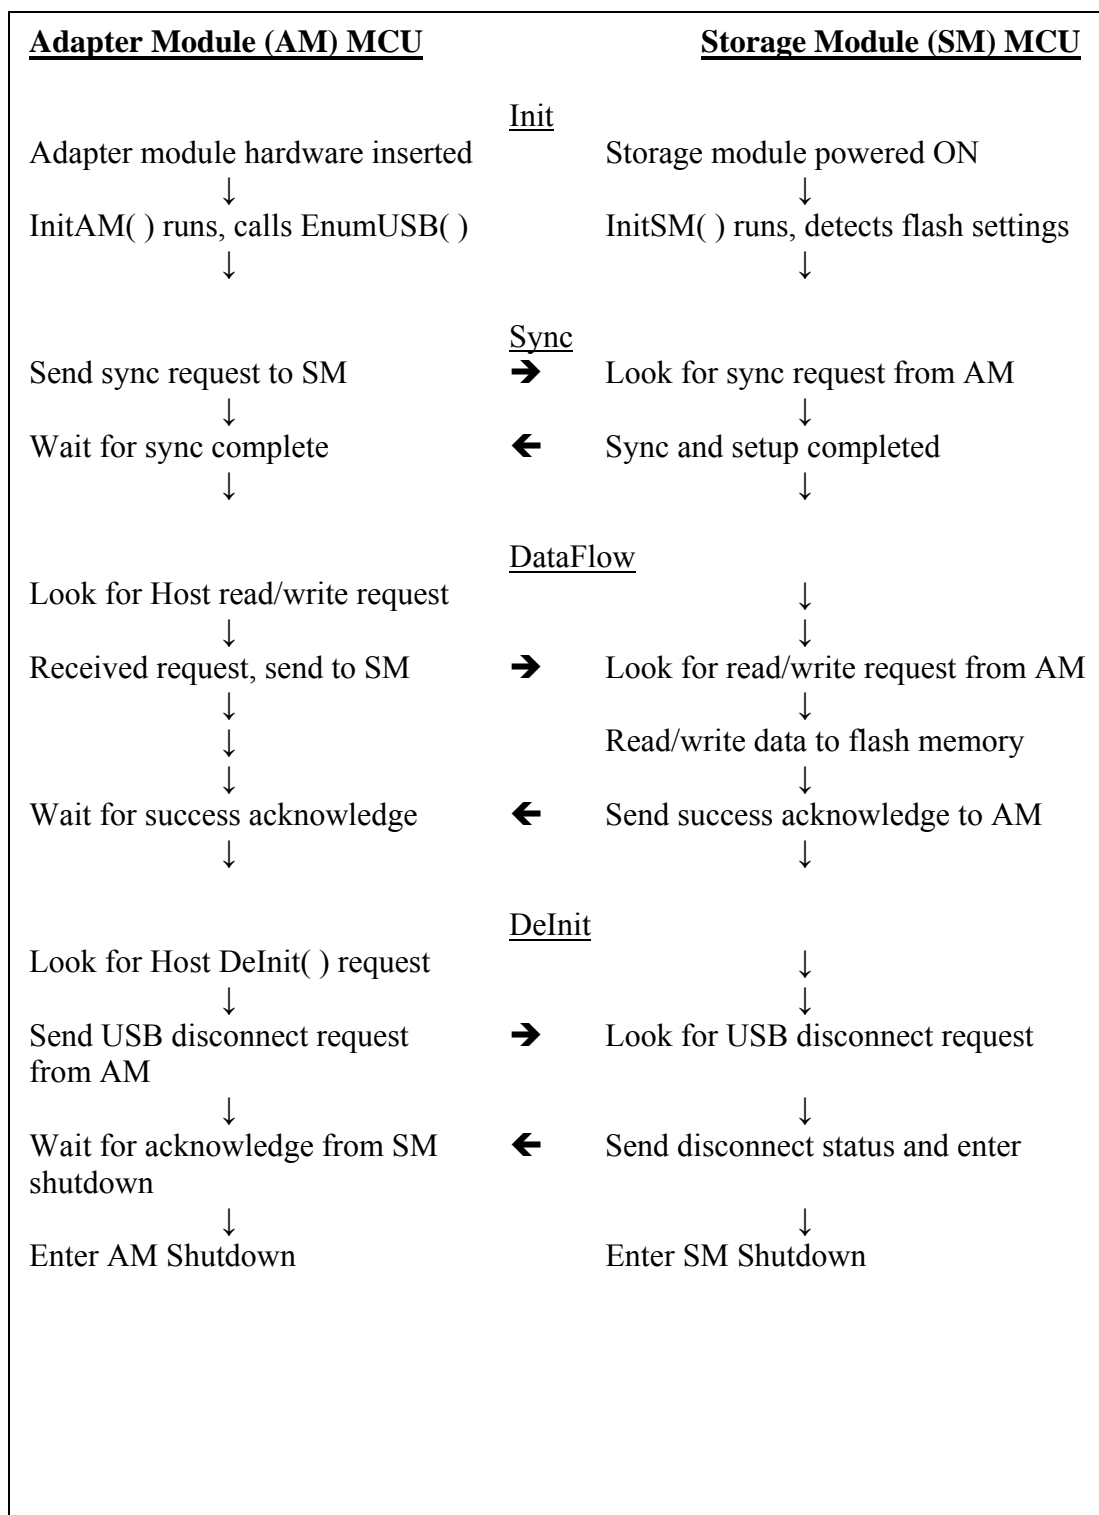 Adapter Module (AM) MCU Storage Module (SM) MCU
Init
Adapter module hardware inserted Storage module powered ON
↓ ↓
InitAM( ) runs, calls EnumUSB( ) InitSM( ) runs, detects flash settings
↓ ↓
Sync
Send sync request to SM ➔ Look for sync request from AM
↓ ↓
Wait for sync complete ← Sync and setup completed
↓ ↓
DataFlow
Look for Host read/write request ↓
↓ ↓
Received request, send to SM ➔ Look for read/write request from AM
↓ ↓
↓ Read/write data to flash memory
↓ ↓
Wait for success acknowledge ← Send success acknowledge to AM
↓ ↓
DeInit
Look for Host DeInit( ) request ↓
↓ ↓
Send USB disconnect request ➔ Look for USB disconnect request
from AM
↓ ↓
Wait for acknowledge from SM ← Send disconnect status and enter
shutdown
↓ ↓
Enter AM Shutdown Enter SM Shutdown